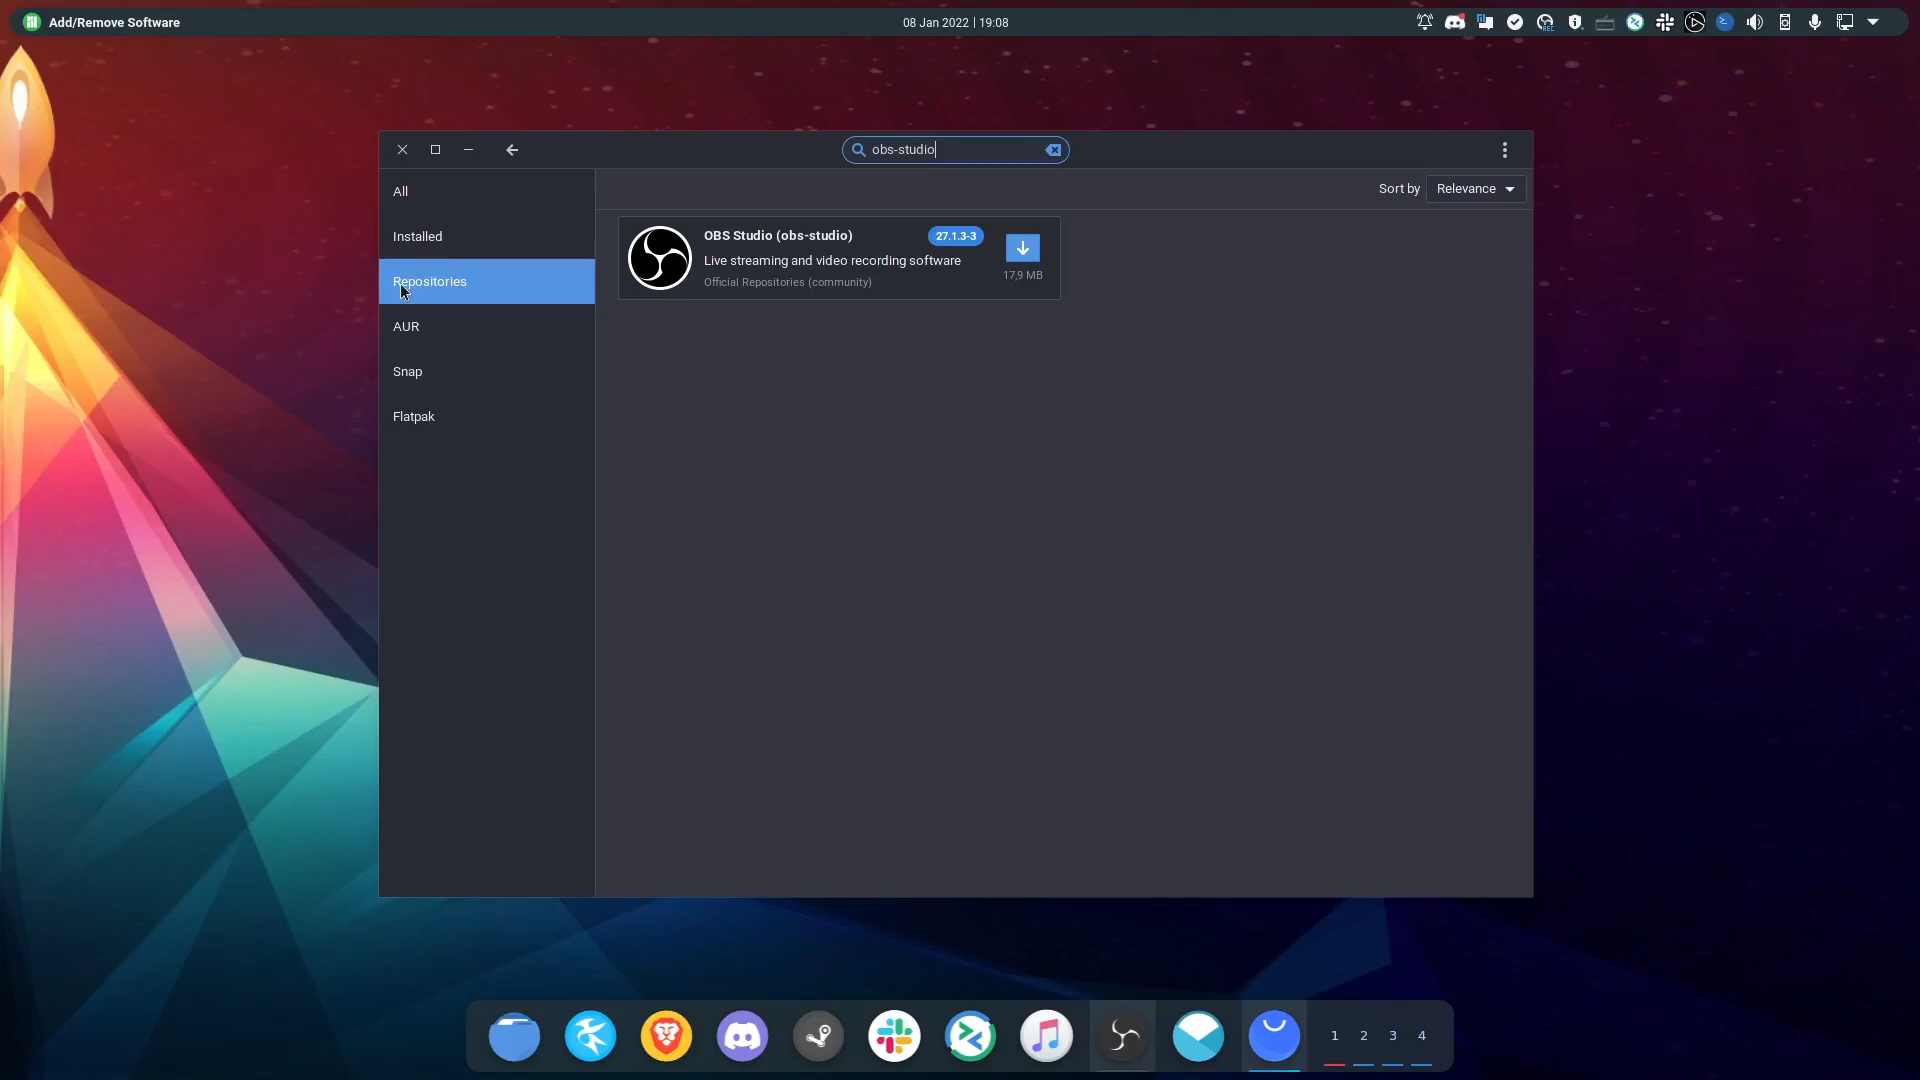 Add/Remove Software
08 Jan 2022 | 19:08
REC
obs-studio
All
Installed
Repositories
AUR
Snap
Flatpak
Sort by Relevance
OBS Studio (obs-studio) 27.1.3-3
Live streaming and video recording software
17,9 MB
Official Repositories (community)
1 2 3 4